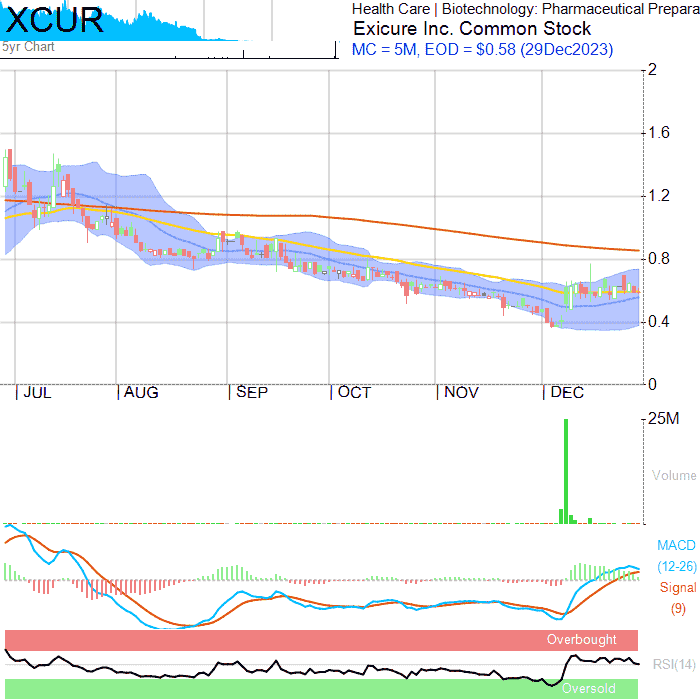 XCUR
5yr Chart
Health Care | Biotechnology: Pharmaceutical Prepara
Exicure Inc. Common Stock
MC = 5M, EOD = $0.58 (29Dec2023)
2
1.6
1.2
0.8
0.4
0
JUL AUG SEP OCT NOV DEC
25M
Volume
MACD
(12-26)
Signal
(9)
Overbought
RSI(14)
Oversold